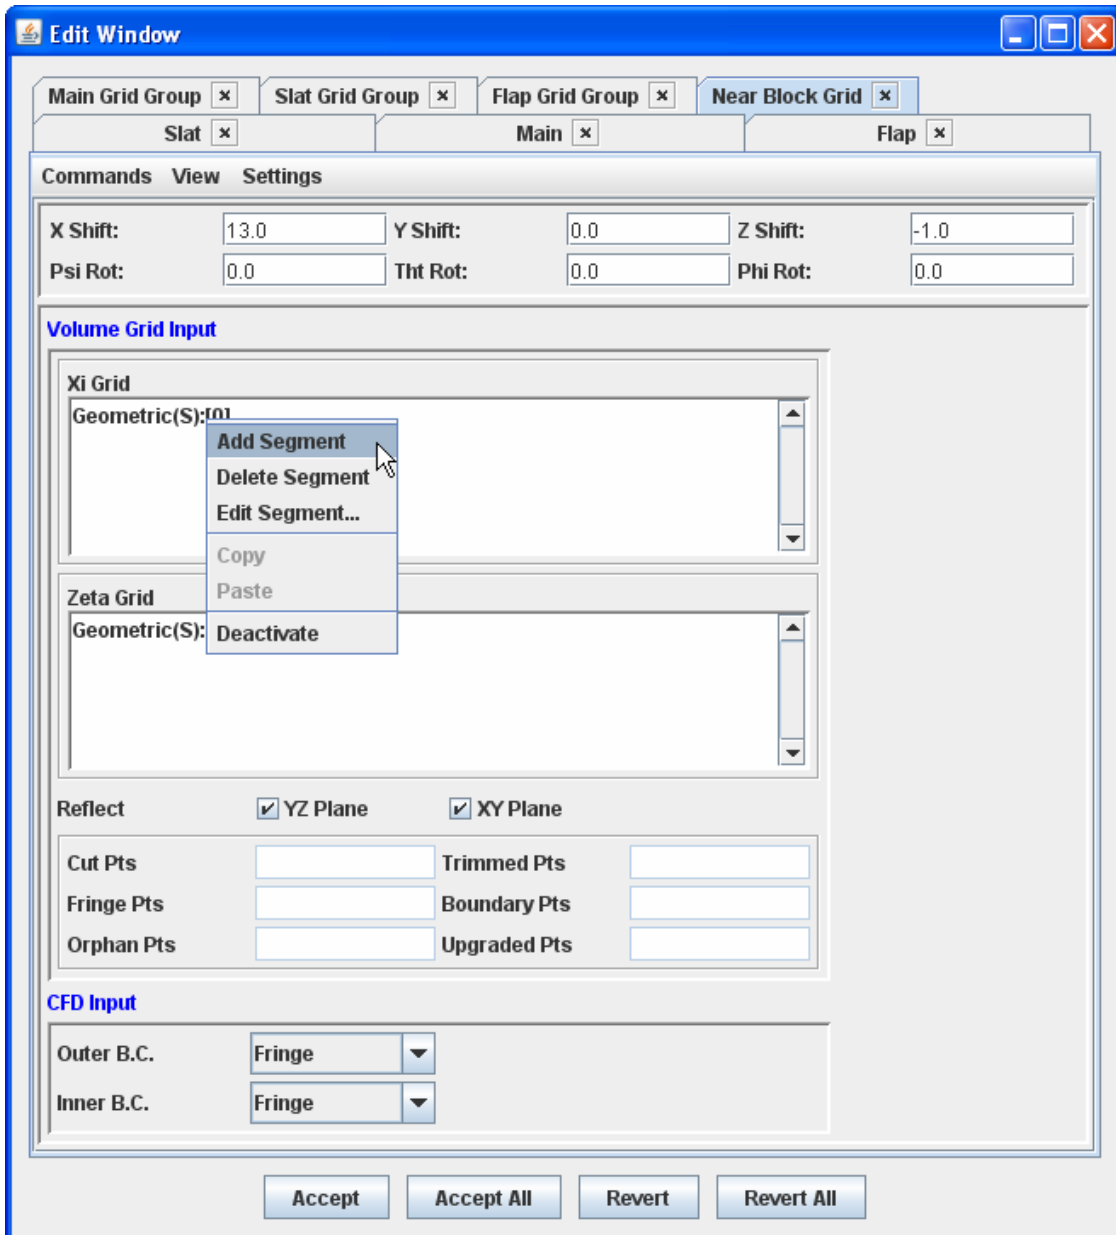 Edit Window
Main Grid Group Slat Grid Group Flap Grid Group Near Block Grid
Slat Main Flap
Commands View Settings
X Shift: 13.0 Y Shift: 0.0 Z Shift: -1.0
Psi Rot: 0.0 Tht Rot: 0.0 Phi Rot: 0.0
Volume Grid Input
Xi Grid
Geometric(S):[0]
Add Segment
Delete Segment
Edit Segment...
Copy
Paste
Deactivate
Zeta Grid
Geometric(S):
Reflect YZ Plane XY Plane
Cut Pts Trimmed Pts
Fringe Pts Boundary Pts
Orphan Pts Upgraded Pts
CFD Input
Outer B.C. Fringe
Inner B.C. Fringe
Accept Accept All Revert Revert All